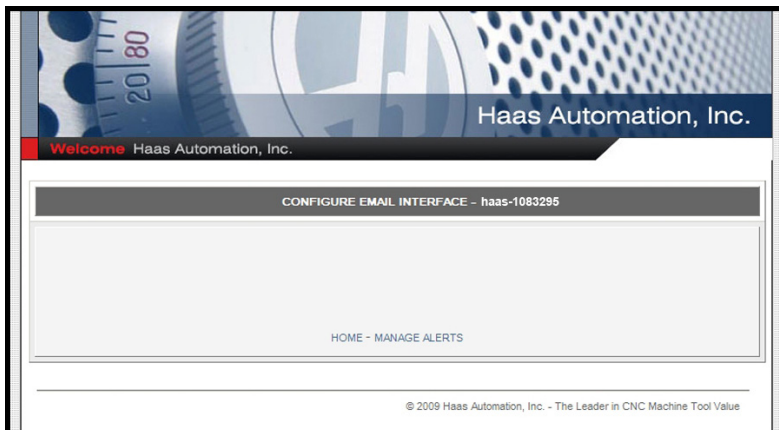 20 80
Haas Automation, Inc.
Welcome Haas Automation, Inc.
CONFIGURE EMAIL INTERFACE - haas-1083295
HOME - MANAGE ALERTS
© 2009 Haas Automation, Inc. - The Leader in CNC Machine Tool Value